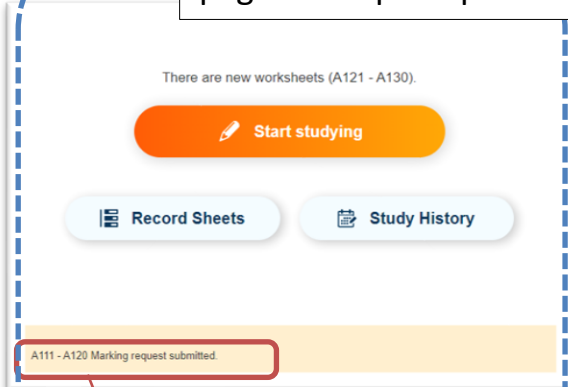 There are new worksheets (A121 - A130).
Start studying
Record Sheets
Study History
A111 - A120 Marking request submitted.